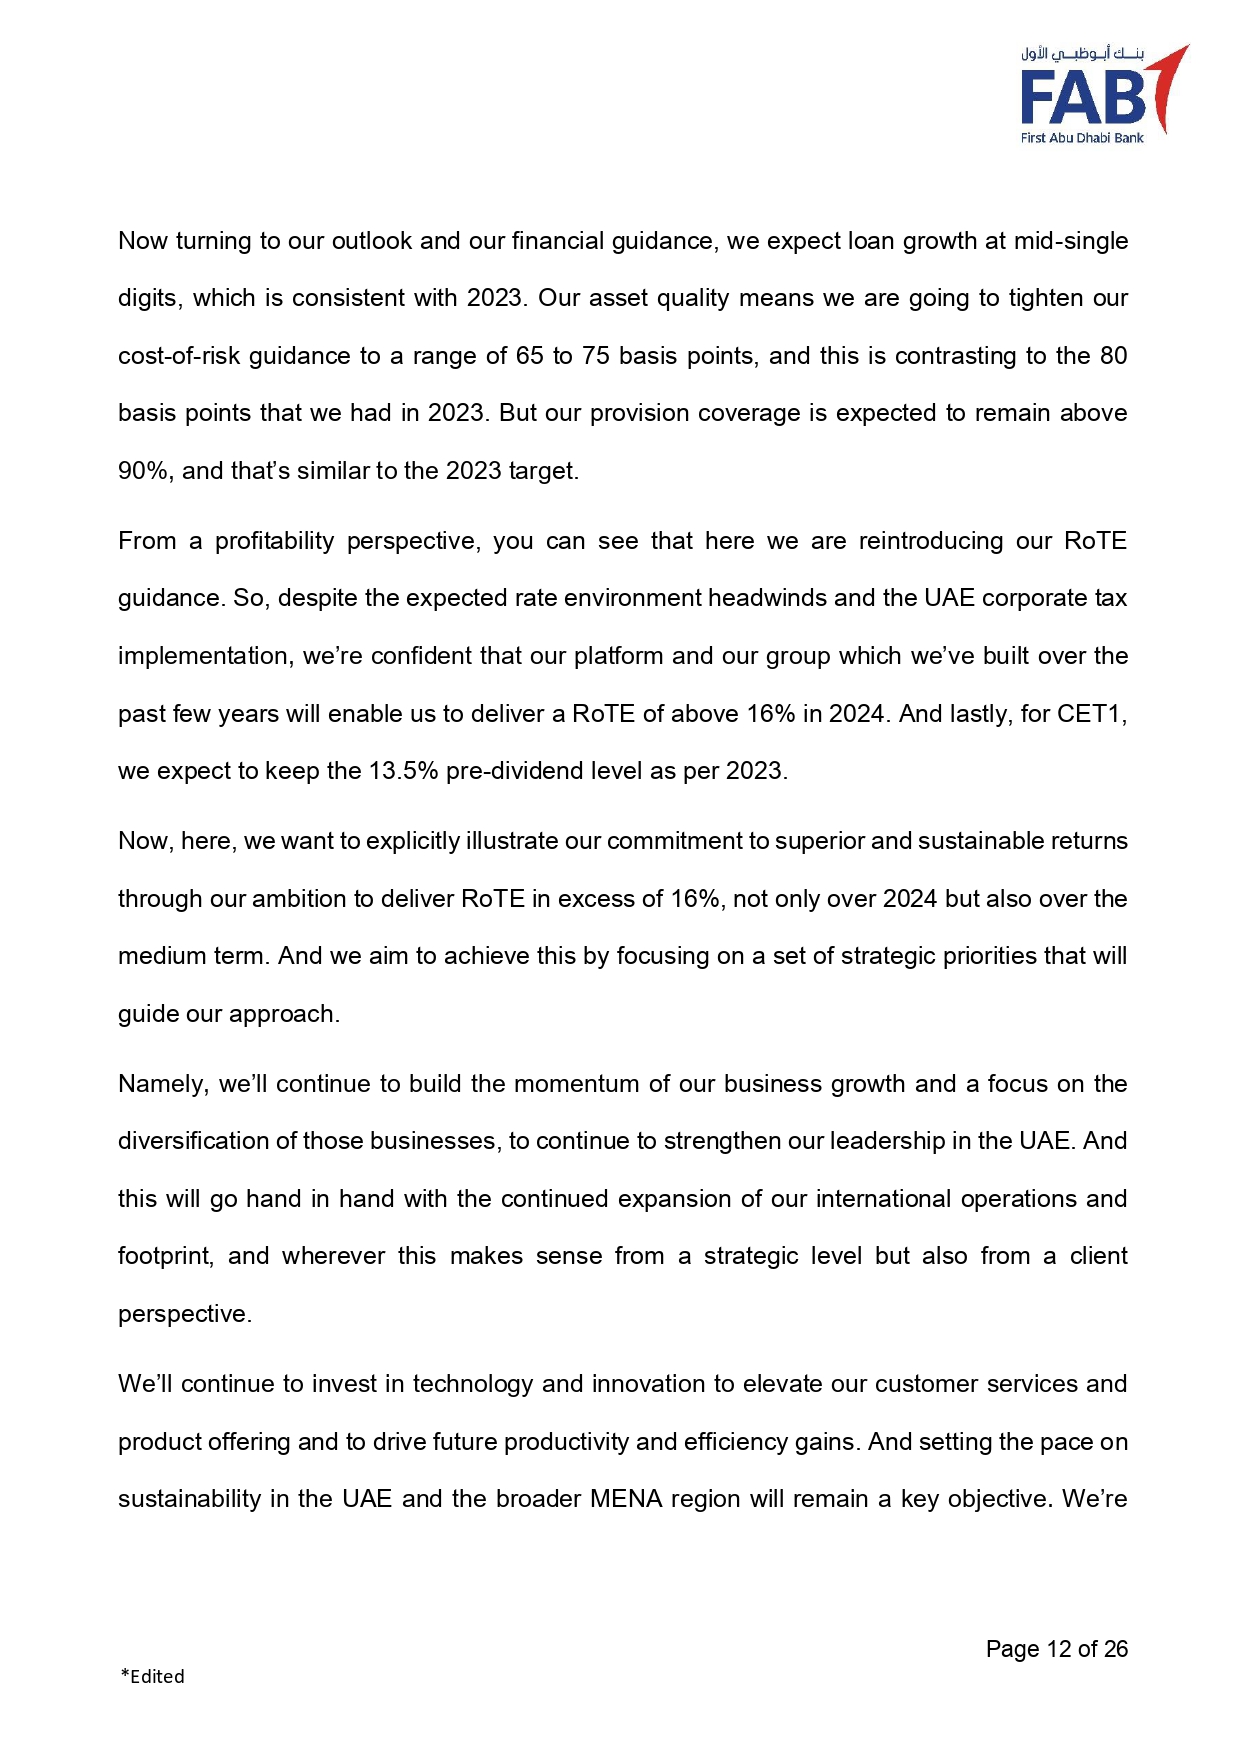 بنك أبوظبي الأول
FAB
First Abu Dhabi Bank
Now turning to our outlook and our financial guidance, we expect loan growth at mid-single
digits, which is consistent with 2023. Our asset quality means we are going to tighten our
cost-of-risk guidance to a range of 65 to 75 basis points, and this is contrasting to the 80
basis points that we had in 2023. But our provision coverage is expected to remain above
90%, and that’s similar to the 2023 target.
From a profitability perspective, you can see that here we are reintroducing our RoTE
guidance. So, despite the expected rate environment headwinds and the UAE corporate tax
implementation, we’re confident that our platform and our group which we’ve built over the
past few years will enable us to deliver a RoTE of above 16% in 2024. And lastly, for CET1,
we expect to keep the 13.5% pre-dividend level as per 2023.
Now, here, we want to explicitly illustrate our commitment to superior and sustainable returns
through our ambition to deliver RoTE in excess of 16%, not only over 2024 but also over the
medium term. And we aim to achieve this by focusing on a set of strategic priorities that will
guide our approach.
Namely, we’ll continue to build the momentum of our business growth and a focus on the
diversification of those businesses, to continue to strengthen our leadership in the UAE. And
this will go hand in hand with the continued expansion of our international operations and
footprint, and wherever this makes sense from a strategic level but also from a client
perspective.
We’ll continue to invest in technology and innovation to elevate our customer services and
product offering and to drive future productivity and efficiency gains. And setting the pace on
sustainability in the UAE and the broader MENA region will remain a key objective. We’re
Page 12 of 26
*Edited